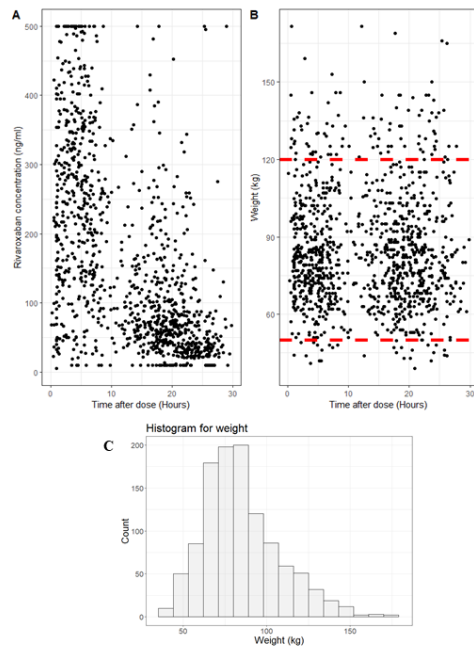 A
B
Rivaroxaban concentration (ng/ml)
500
400
300
200
100
0
0
10
20
30
Time after dose (Hours)
Weight (kg)
150
120
90
60
0
10
20
30
Time after dose (Hours)
C
Histogram for weight
Count
200
150
100
50
0
50
100
150
Weight (kg)